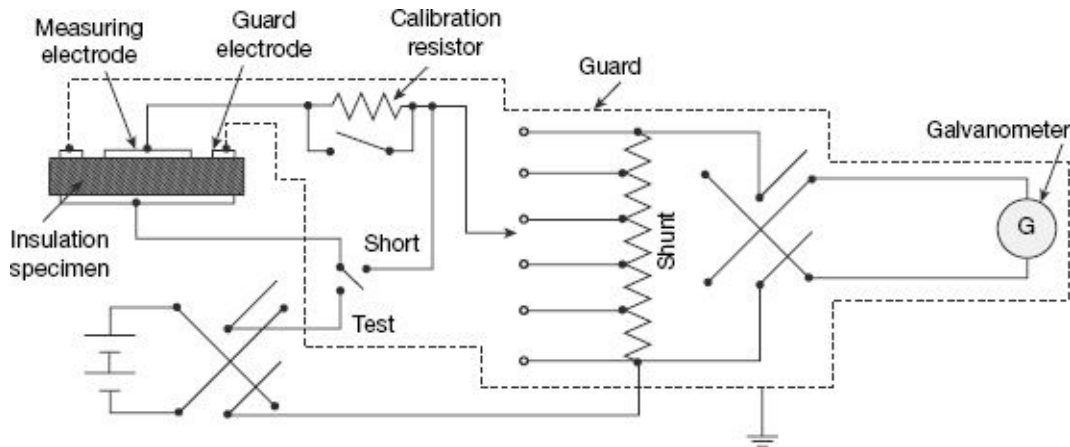 Measuring
electrode
Guard
electrode
Calibration
resistor
Guard
Galvanometer
Insulation
specimen
Short
Test
Shunt
G